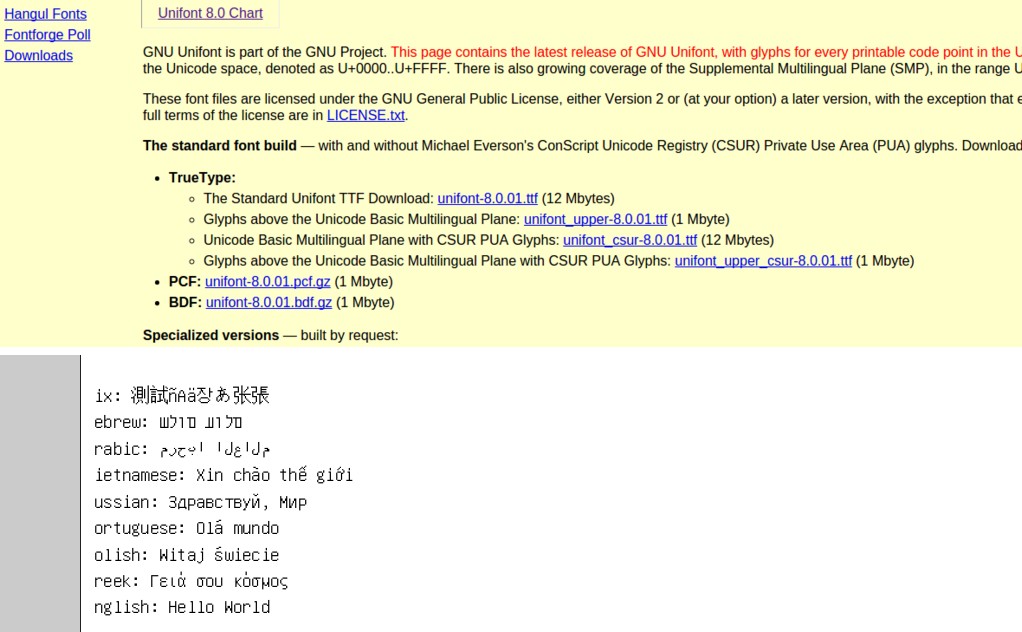 Hangul Fonts
Fontforge Poll
Downloads
Unifont 8.0 Chart
GNU Unifont is part of the GNU Project. This page contains the latest release of GNU Unifont, with glyphs for every printable code point in the U
the Unicode space, denoted as U+0000..U+FFFF. There is also growing coverage of the Supplemental Multilingual Plane (SMP), in the range U
These font files are licensed under the GNU General Public License, either Version 2 or (at your option) a later version, with the exception that e
full terms of the license are in LICENSE.txt.
The standard font build — with and without Michael Everson's ConScript Unicode Registry (CSUR) Private Use Area (PUA) glyphs. Download
• TrueType:
◦ The Standard Unifont TTF Download: unifont-8.0.01.ttf (12 Mbytes)
◦ Glyphs above the Unicode Basic Multilingual Plane: unifont_upper-8.0.01.ttf (1 Mbyte)
◦ Unicode Basic Multilingual Plane with CSUR PUA Glyphs: unifont_csur-8.0.01.ttf (12 Mbytes)
◦ Glyphs above the Unicode Basic Multilingual Plane with CSUR PUA Glyphs: unifont_upper_csur-8.0.01.ttf (1 Mbyte)
• PCF: unifont-8.0.01.pcf.gz (1 Mbyte)
• BDF: unifont-8.0.01.bdf.gz (1 Mbyte)
Specialized versions — built by request:
ix: 測試ñAä장あ张張
ebrew: שלום עולם
rabic: مرحبا العالم
ietnamese: Xin chào thế giới
ussian: Здравствуй, Мир
ortuguese: Olá mundo
olish: Witaj świecie
reek: Γειά σου κόσμος
nglish: Hello World